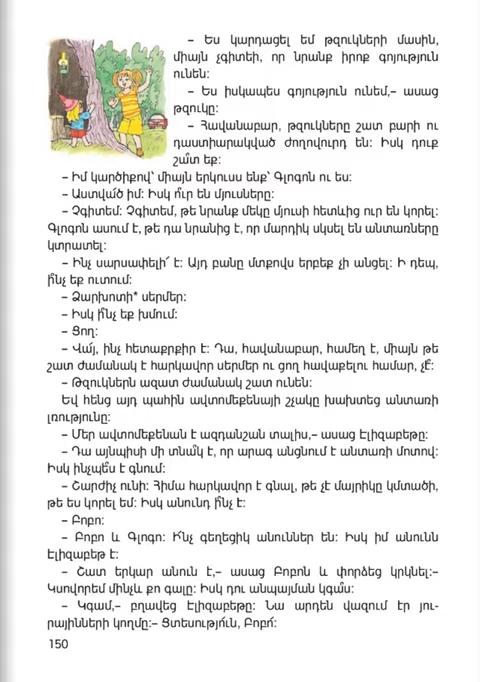 – Ես կարդացել եմ թզուկների մասին,
միայն չգիտեի, որ նրանք իրոք գոյություն
ունեն:
– Ես իսկապես գոյություն ունեմ,– ասաց
թզուկը:
– Հավանաբար, թզուկները շատ բարի ու
դաստիարակված ժողովուրդ են: Իսկ դուք
շա՞տ եք:
– Իմ կարծիքով՝ միայն երկուսս ենք՝ Գլոգոն ու ես:
– Աստվա՛ծ իմ: Իսկ ո՞ւր են մյուսները:
– Չգիտեմ: Չգիտեմ, թե նրանք մեկը մյուսի հետևից ուր են կորել:
Գլոգոն ասում է, թե դա նրանից է, որ մարդիկ սկսել են անտառները
կտրատել:
– Ինչ սարսափելի՜ է: Այդ բանը մտքովս երբեք չի անցել: Ի դեպ,
ի՞նչ եք ուտում:
– Ձարխոտի* սերմեր:
– Իսկ ի՞նչ եք խմում:
– Ցող:
– Վա՜յ, ինչ հետաքրքիր է: Դա, հավանաբար, համեղ է, միայն թե
շատ ժամանակ է հարկավոր սերմեր ու ցող հավաքելու համար, չէ՞:
– Թզուկներն ազատ ժամանակ շատ ունեն:
Եվ հենց այդ պահին ավտոմեքենայի շչակը խախտեց անտառի
լռությունը:
– Մեր ավտոմեքենան է ազդանշան տալիս,– ասաց Էլիզաբեթը:
– Դա այնպիսի մի տնա՞կ է, որ արագ անցնում է անտառի մոտով:
Իսկ ինչպե՞ս է գնում:
– Շարժիչ ունի: Հիմա հարկավոր է գնալ, թե չէ մայրիկը կմտածի,
թե ես կորել եմ: Իսկ անունդ ի՞նչ է:
– Բոբո:
– Բոբո և Գլոգո: Ի՜նչ գեղեցիկ անուններ են: Իսկ իմ անունն
Էլիզաբեթ է:
– Շատ երկար անուն է,– ասաց Բոբոն և փորձեց կրկնել:–
Կսովորեմ մինչև քո գալը: Իսկ դու անպայման կգա՞ս:
– Կգամ,– բղավեց Էլիզաբեթը: Նա արդեն վազում էր յու-
րայինների կողմը:– Ցտեսությո՜ւն, Բոբո՛:
150